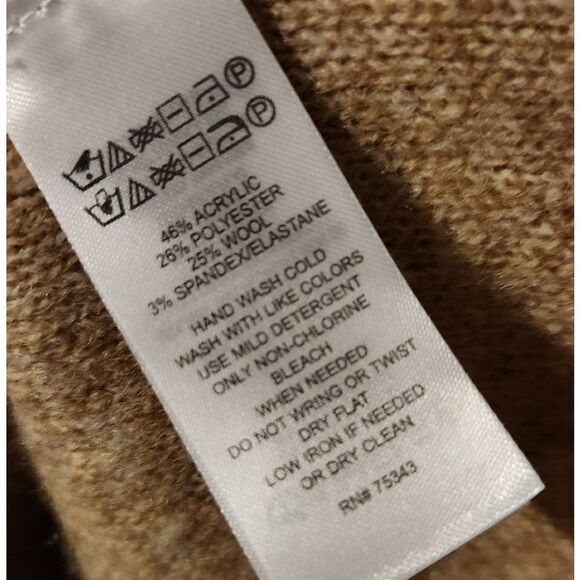 P
P
46% ACRYLIC
26% POLYESTER
25% WOOL
3% SPANDEX/ELASTANE
HAND WASH COLD
WASH WITH LIKE COLORS
USE MILD DETERGENT
ONLY NON-CHLORINE
BLEACH
WHEN NEEDED
DO NOT WRING OR TWIST
DRY FLAT
LOW IRON IF NEEDED
OR DRY CLEAN
RN# 75343